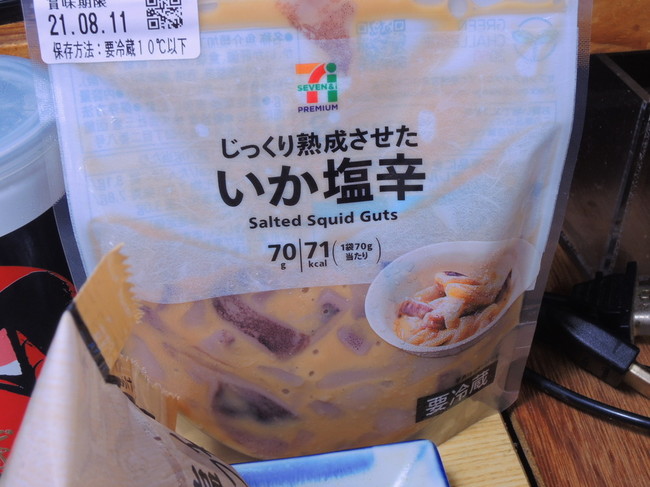 賞味期限
21.08.11
保存方法:要冷蔵10℃以下
SEVEN&i
PREMIUM
じっくり熟成させた
いか塩辛
Salted Squid Guts
70g 71kcal (1袋70g当たり)
要冷蔵